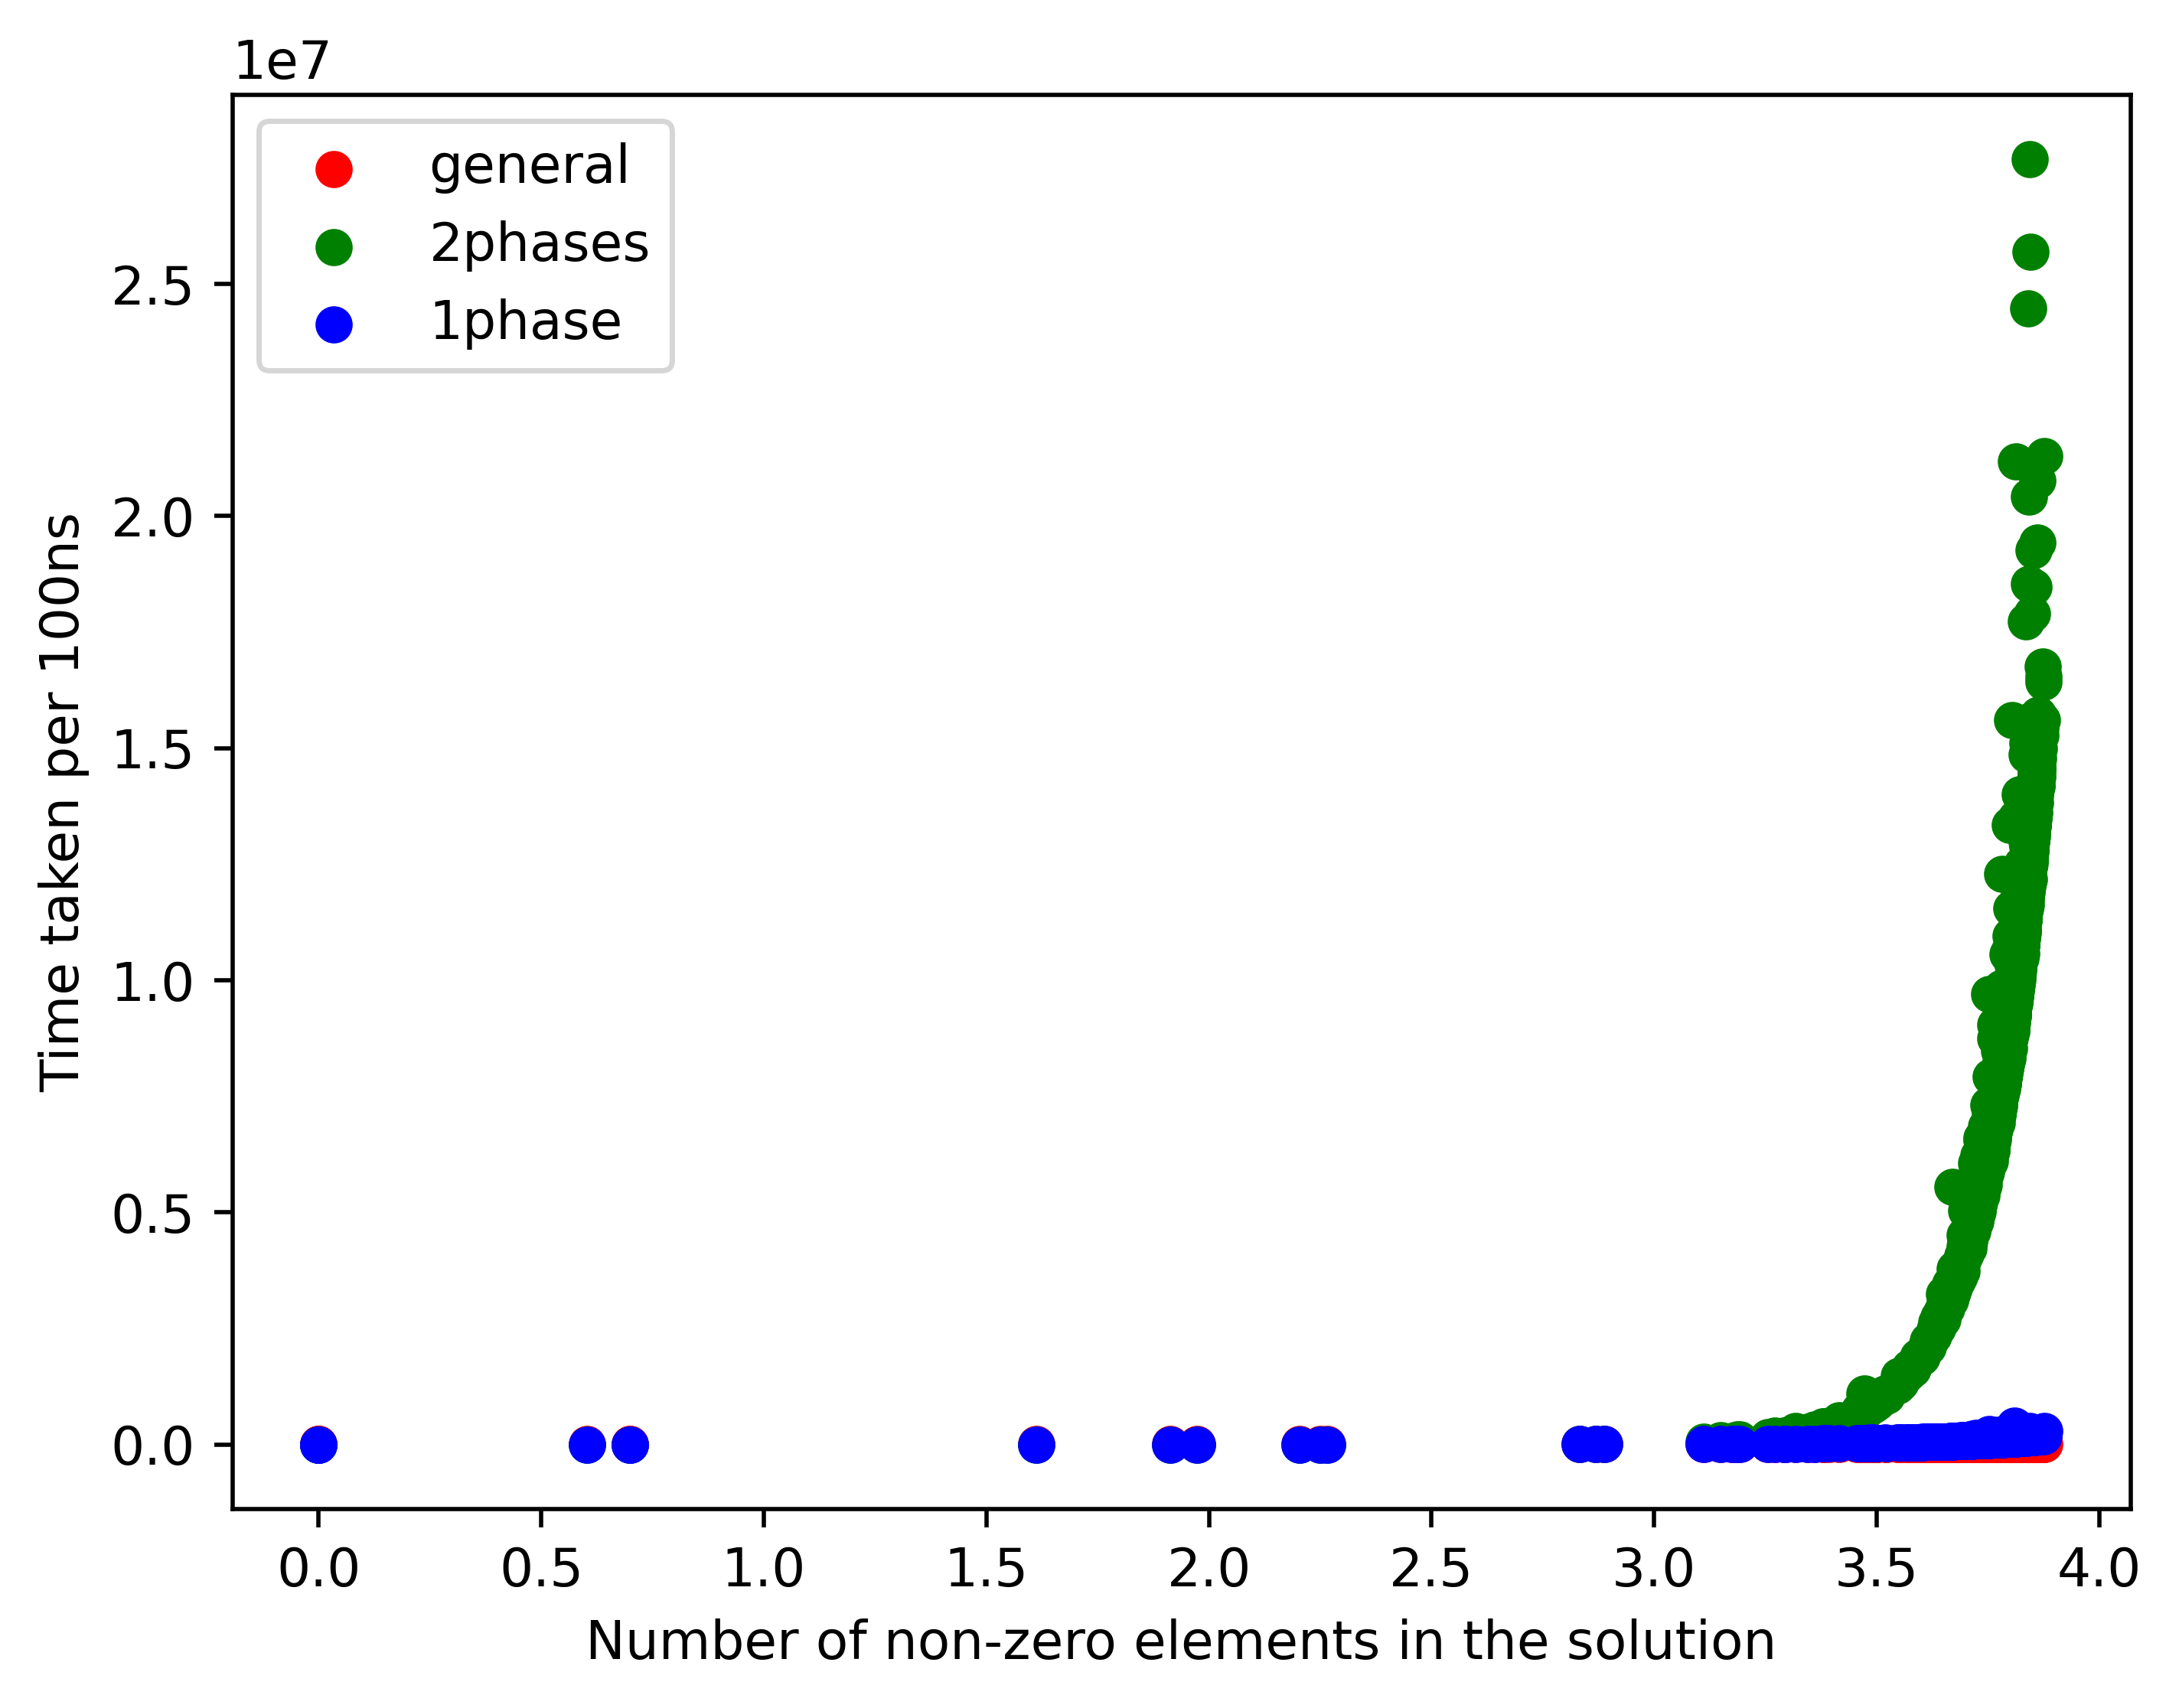 1e7
general
2phases
1phase
2.5
2.0
1.5
1.0
0.5
0.0
Time taken per 100ns
0.0 0.5 1.0 1.5 2.0 2.5 3.0 3.5 4.0
Number of non-zero elements in the solution